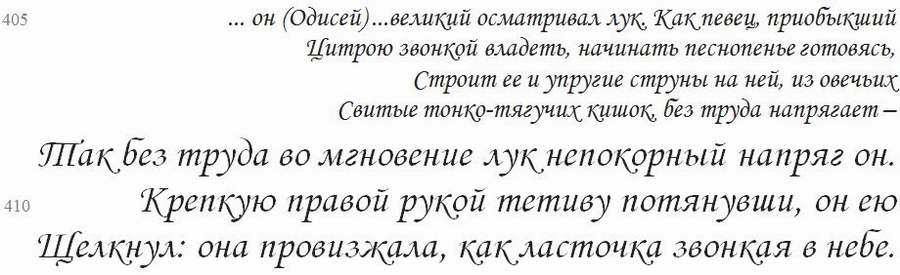 405 ... он (Одисей)...великий осматривал лук. Как певец, приобыкший
Цитрою звонкой владеть, начинать песнопенье готовясь,
Строит ее и упругие струны на ней, из овечьих
Свитые тонко-тягучих кишок, без труда напрягает –
Так без труда во мгновение лук непокорный напряг он.
410 Крепкую правой рукой тетиву потянувши, он ею
Щелкнул: она провизжала, как ласточка звонкая в небе.